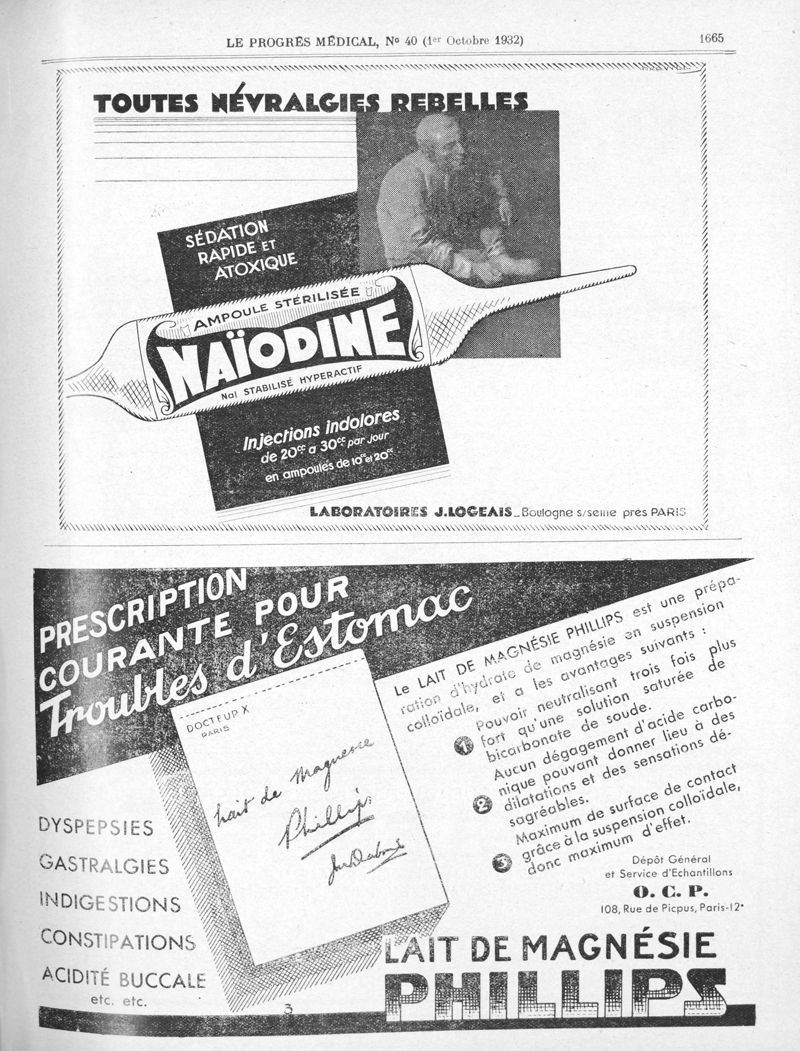 LE PROGRÈS MÉDICAL, No 40 (1er Octobre 1932)
1665
TOUTES NÉVRALGIES REBELLES
SÉDATION
RAPIDE ET
ATOXIQUE
AMPOULE STÉRILISÉE
NAÏODINE
NaI STABILISÉ HYPERACTIF
Injections indolores
de 20cc a 30cc par jour
en ampoules de 10cc et 20cc
LABORATOIRES J. LOGEAIS _ Boulogne s/seine près PARIS
PRESCRIPTION
COURANTE POUR
Troubles d'Estomac
DOCTEUR X
PARIS
Lait de Magnesie
Phillips
DYSPEPSIES
GASTRALGIES
INDIGESTIONS
CONSTIPATIONS
ACIDITÉ BUCCALE
etc. etc.
Le LAIT DE MAGNÉSIE PHILLIPS est une prépa-
ration d'hydrate de magnésie en suspension
colloïdale, et a les avantages suivants :
1 Pouvoir neutralisant trois fois plus
fort qu'une solution saturée de
bicarbonate de soude.
2 Aucun dégagement d'acide carbo-
nique pouvant donner lieu à des
dilatations et des sensations dé-
sagréables.
3 Maximum de surface de contact
grâce à la suspension colloïdale,
donc maximum d'effet.
Dépôt Général
et Service d'Echantillons
O. C. P.
108, Rue de Picpus, Paris-12e
LAIT DE MAGNÉSIE
PHILLIPS
3